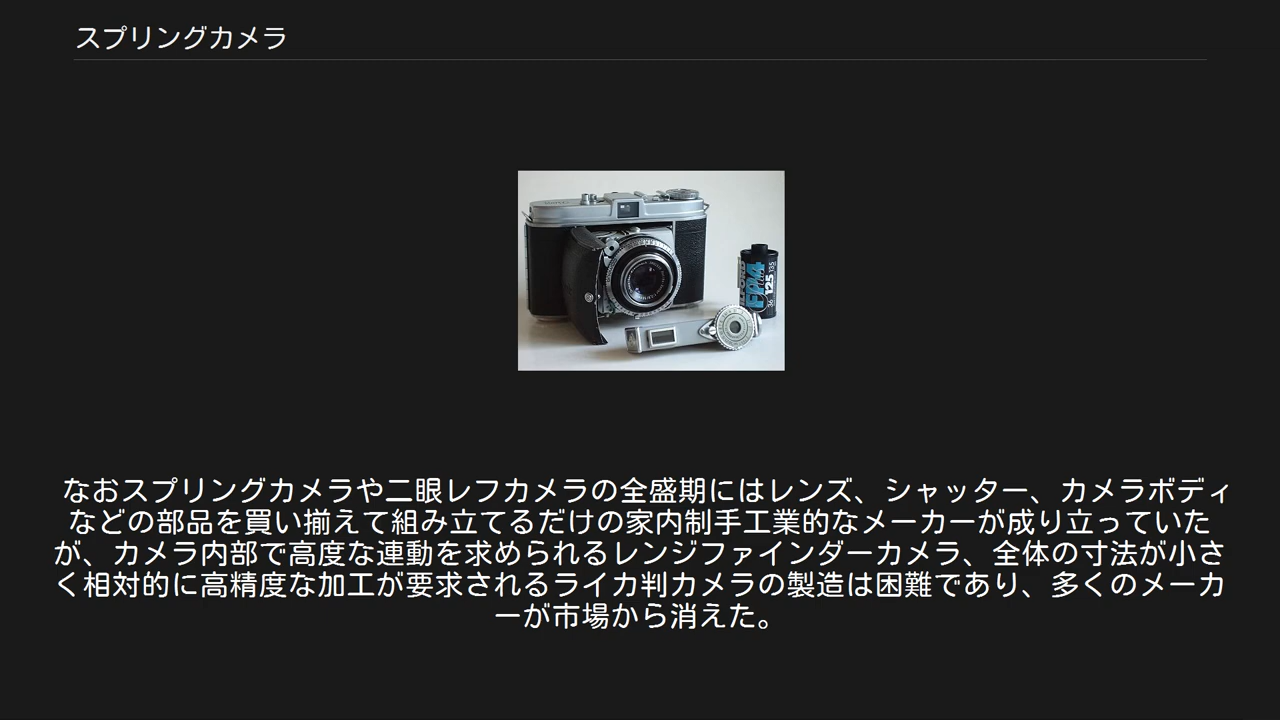 スプリングカメラ
FP4
125
なおスプリングカメラや二眼レフカメラの全盛期にはレンズ、シャッター、カメラボディ
などの部品を買い揃えて組み立てるだけの家内制手工業的なメーカーが成り立っていた
が、カメラ内部で高度な連動を求められるレンジファインダーカメラ、全体の寸法が小さ
く相対的に高精度な加工が要求されるライカ判カメラの製造は困難であり、多くのメーカ
ーが市場から消えた。